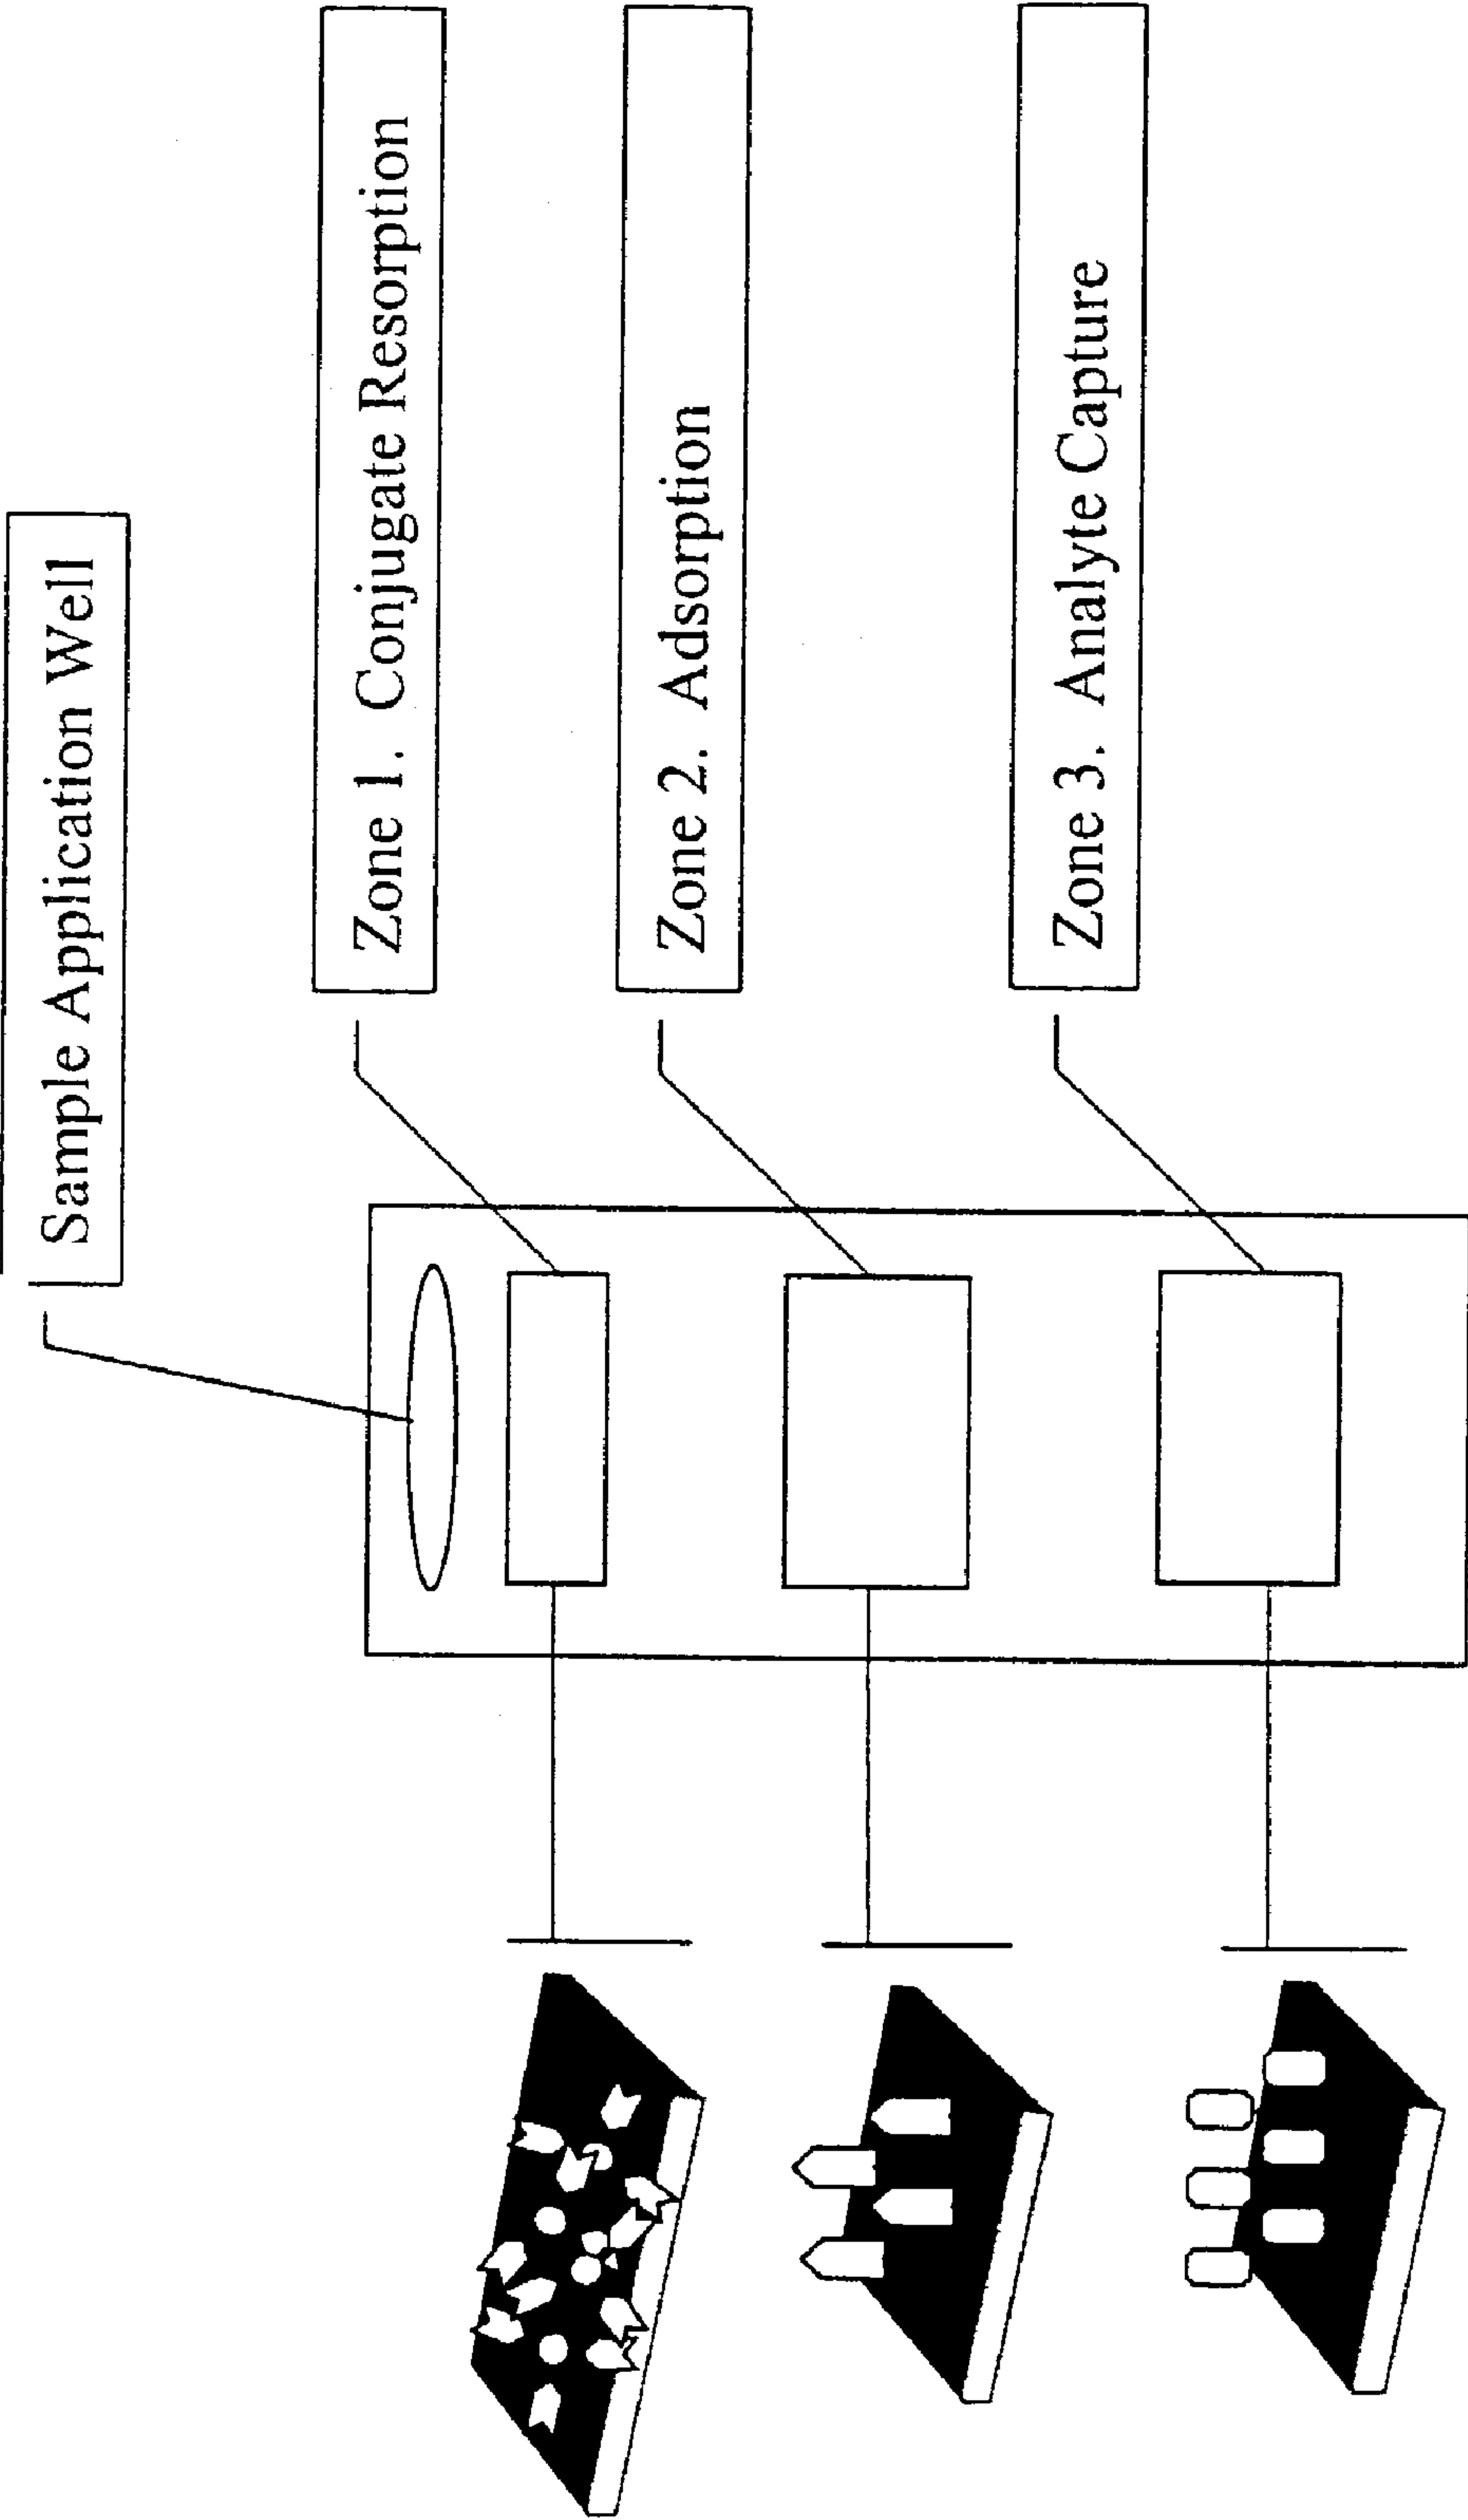 Sample Application Well
Zone 1. Conjugate Resorption
Zone 2. Adsorption
Zone 3. Analyte Capture